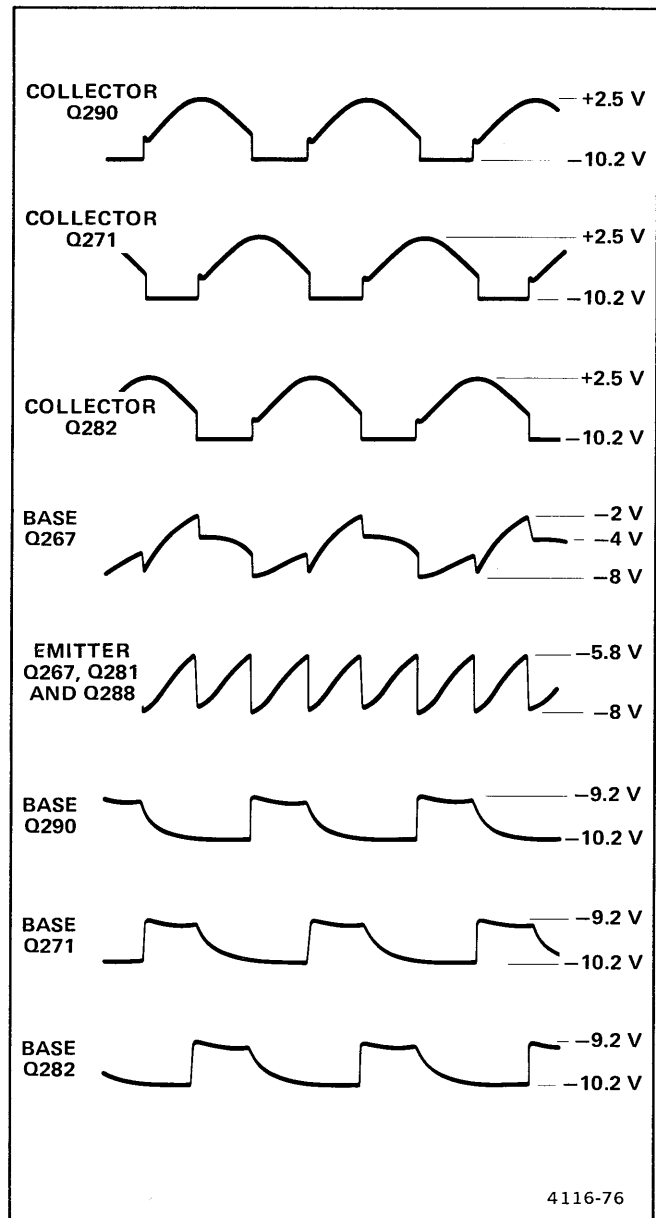 COLLECTOR
Q290
+2.5 V
−10.2 V
COLLECTOR
Q271
+2.5 V
−10.2 V
COLLECTOR
Q282
+2.5 V
−10.2 V
BASE
Q267
−2 V
−4 V
−8 V
EMITTER
Q267, Q281
AND Q288
−5.8 V
−8 V
BASE
Q290
−9.2 V
−10.2 V
BASE
Q271
−9.2 V
−10.2 V
BASE
Q282
−9.2 V
−10.2 V
4116-76